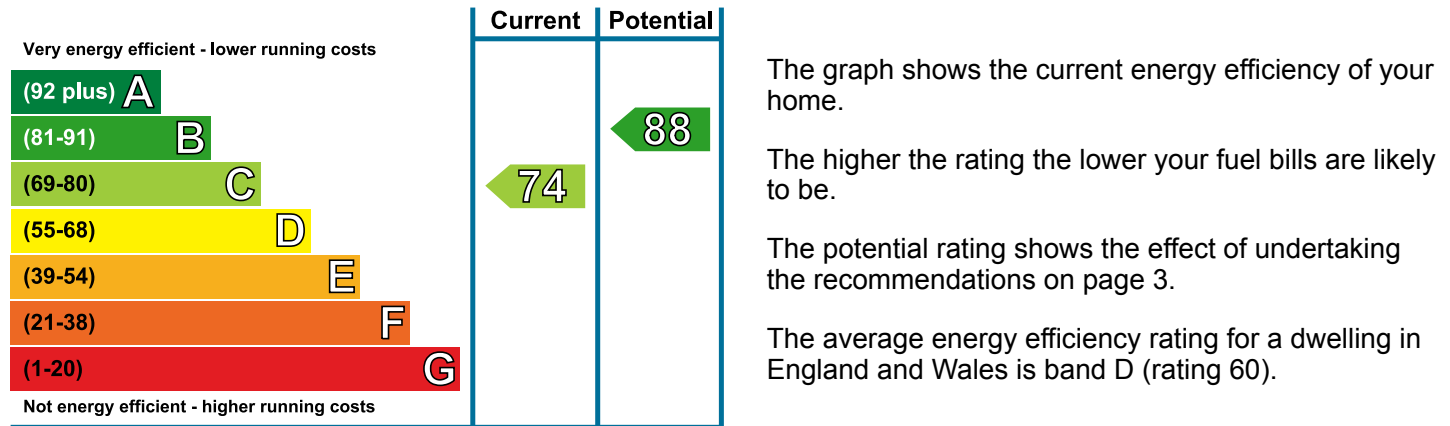 Current Potential
Very energy efficient - lower running costs
(92 plus) A
(81-91) B
(69-80) C
(55-68) D
(39-54) E
(21-38) F
(1-20) G
Not energy efficient - higher running costs
74
88
The graph shows the current energy efficiency of your
home.
The higher the rating the lower your fuel bills are likely
to be.
The potential rating shows the effect of undertaking
the recommendations on page 3.
The average energy efficiency rating for a dwelling in
England and Wales is band D (rating 60).